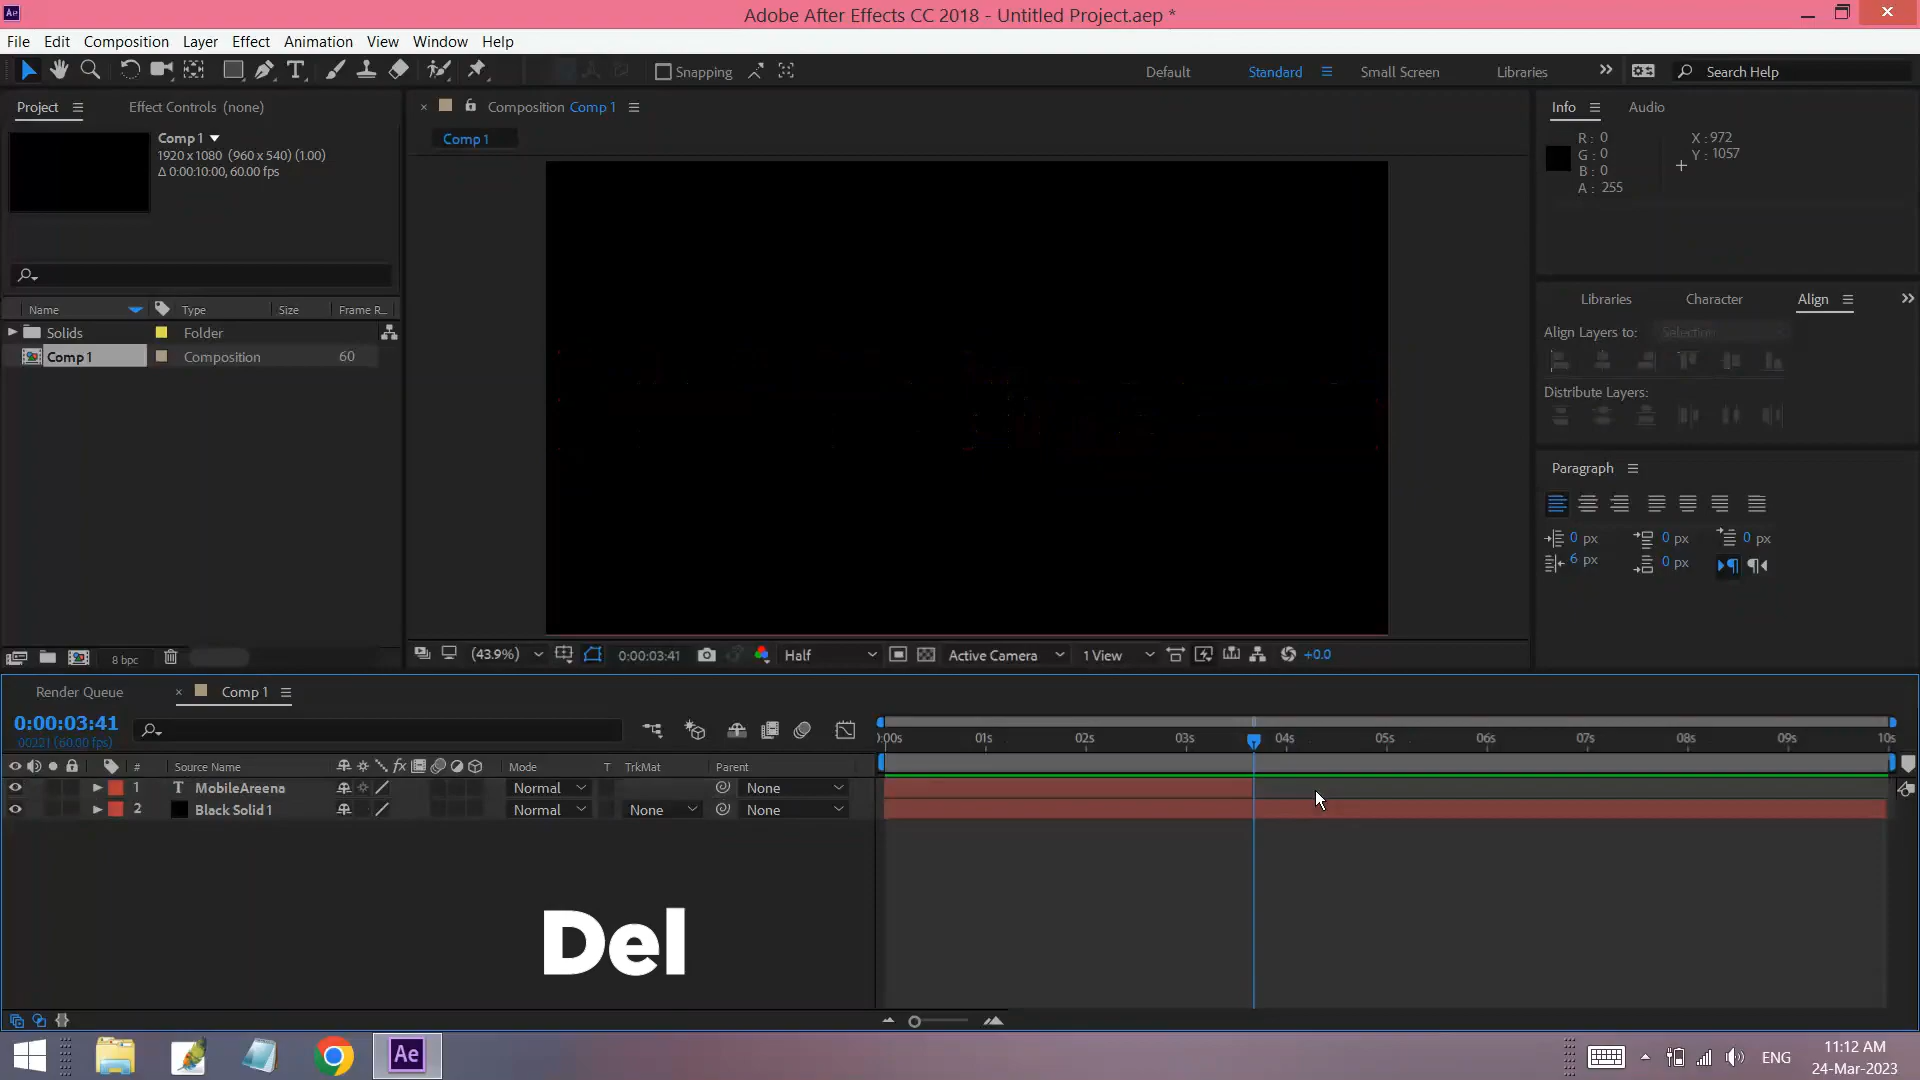 Adobe After Effects CC 2018 - Untitled Project.aep *
File Edit Composition Layer Effect Animation View Window Help
Snapping Default Standard Small Screen Libraries Search Help
Project Effect Controls (none) Composition Comp 1 Info Audio
Comp 1
1920 x 1080 (960 x 540) (1.00)
Δ 0:00:10:00, 60.00 fps
Comp 1
R : 0
G : 0
B : 0
A : 255
X : 972
Y : 1057
Name Type Size Frame R...
Solids Folder
Comp 1 Composition 60
Libraries Character Align
Align Layers to: Selection
Distribute Layers:
Paragraph
0 px 0 px 0 px
6 px 0 px
8 bpc
(43.9%) 0:00:03:41 Half Active Camera 1 View +0.0
Render Queue Comp 1
0:00:03:41
00221 (60.00 fps)
):00s 01s 02s 03s 04s 05s 06s 07s 08s 09s 10s
# Source Name fx Mode T TrkMat Parent
1 T MobileAreena Normal None
2 Black Solid 1 Normal None None
Del
Ae ENG 11:12 AM
24-Mar-2023